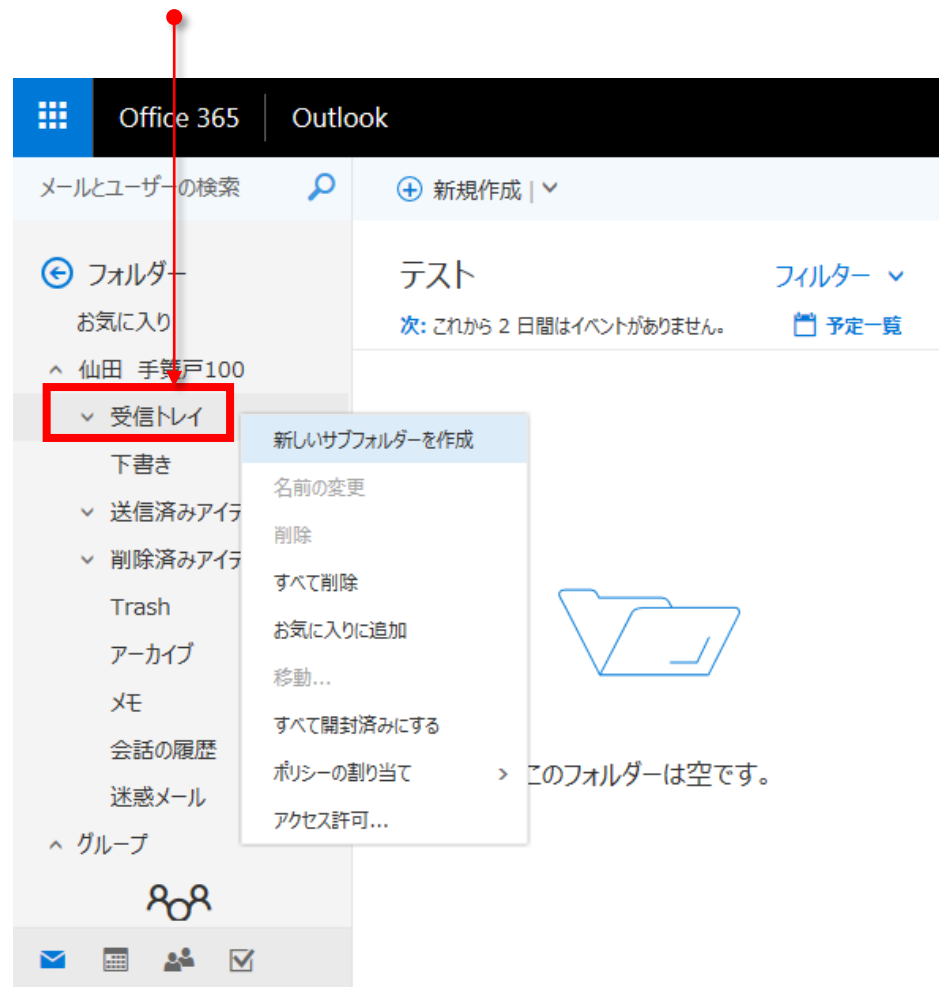 Office 365
Outlook
メールとユーザーの検索
新規作成 |
フォルダー
お気に入り
仙田 手箋戸100
受信トレイ
下書き
送信済みアイテ
削除済みアイテ
Trash
アーカイブ
メモ
会話の履歴
迷惑メール
グループ
テスト
フィルター
次: これから 2 日間はイベントがありません。
予定一覧
新しいサブフォルダーを作成
名前の変更
削除
すべて削除
お気に入りに追加
移動...
すべて開封済みにする
ポリシーの割り当て
アクセス許可...
このフォルダーは空です。